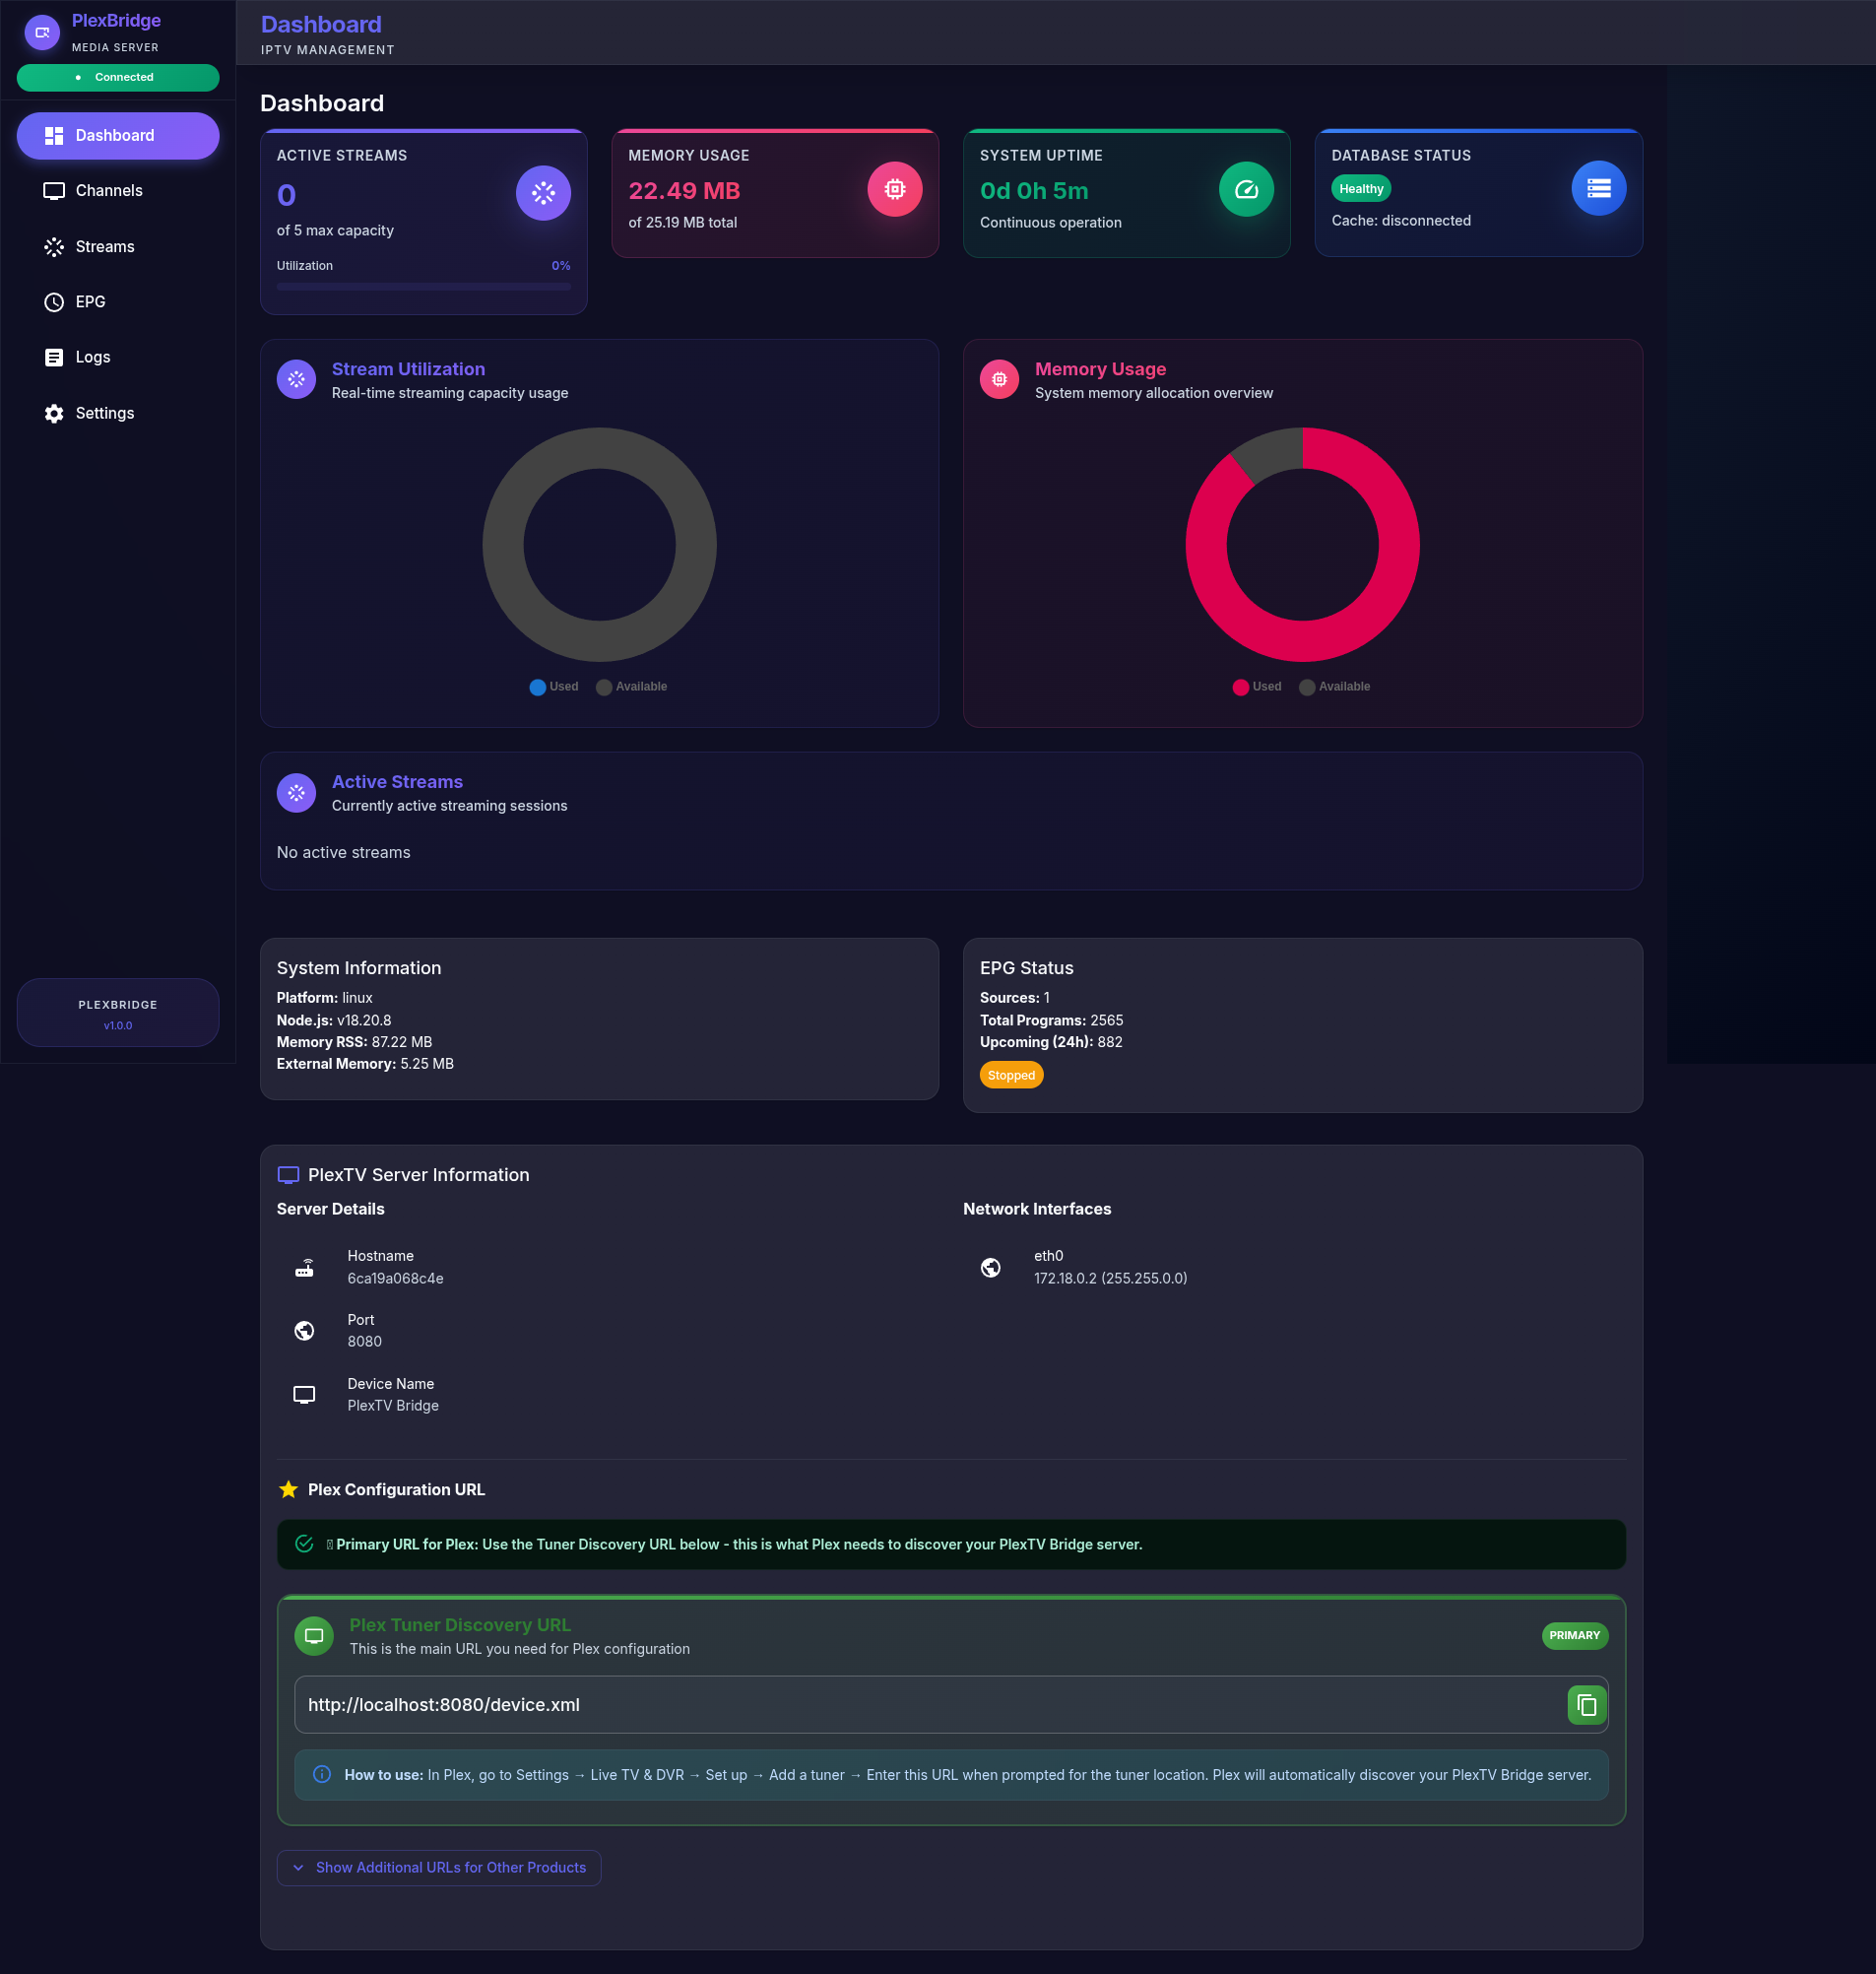 PlexBridge
MEDIA SERVER
Connected
Dashboard
Channels
Streams
EPG
Logs
Settings
PLEXBRIDGE
v1.0.0
Dashboard
IPTV MANAGEMENT
Dashboard
ACTIVE STREAMS
0
of 5 max capacity
Utilization 0%
MEMORY USAGE
22.49 MB
of 25.19 MB total
SYSTEM UPTIME
0d 0h 5m
Continuous operation
DATABASE STATUS
Healthy
Cache: disconnected
Stream Utilization
Real-time streaming capacity usage
Used Available
Memory Usage
System memory allocation overview
Used Available
Active Streams
Currently active streaming sessions
No active streams
System Information
Platform: linux
Node.js: v18.20.8
Memory RSS: 87.22 MB
External Memory: 5.25 MB
EPG Status
Sources: 1
Total Programs: 2565
Upcoming (24h): 882
Stopped
PlexTV Server Information
Server Details
Hostname
6ca19a068c4e
Port
8080
Device Name
PlexTV Bridge
Network Interfaces
eth0
172.18.0.2 (255.255.0.0)
Plex Configuration URL
Primary URL for Plex: Use the Tuner Discovery URL below - this is what Plex needs to discover your PlexTV Bridge server.
Plex Tuner Discovery URL
This is the main URL you need for Plex configuration
PRIMARY
http://localhost:8080/device.xml
How to use: In Plex, go to Settings → Live TV & DVR → Set up → Add a tuner → Enter this URL when prompted for the tuner location. Plex will automatically discover your PlexTV Bridge server.
Show Additional URLs for Other Products